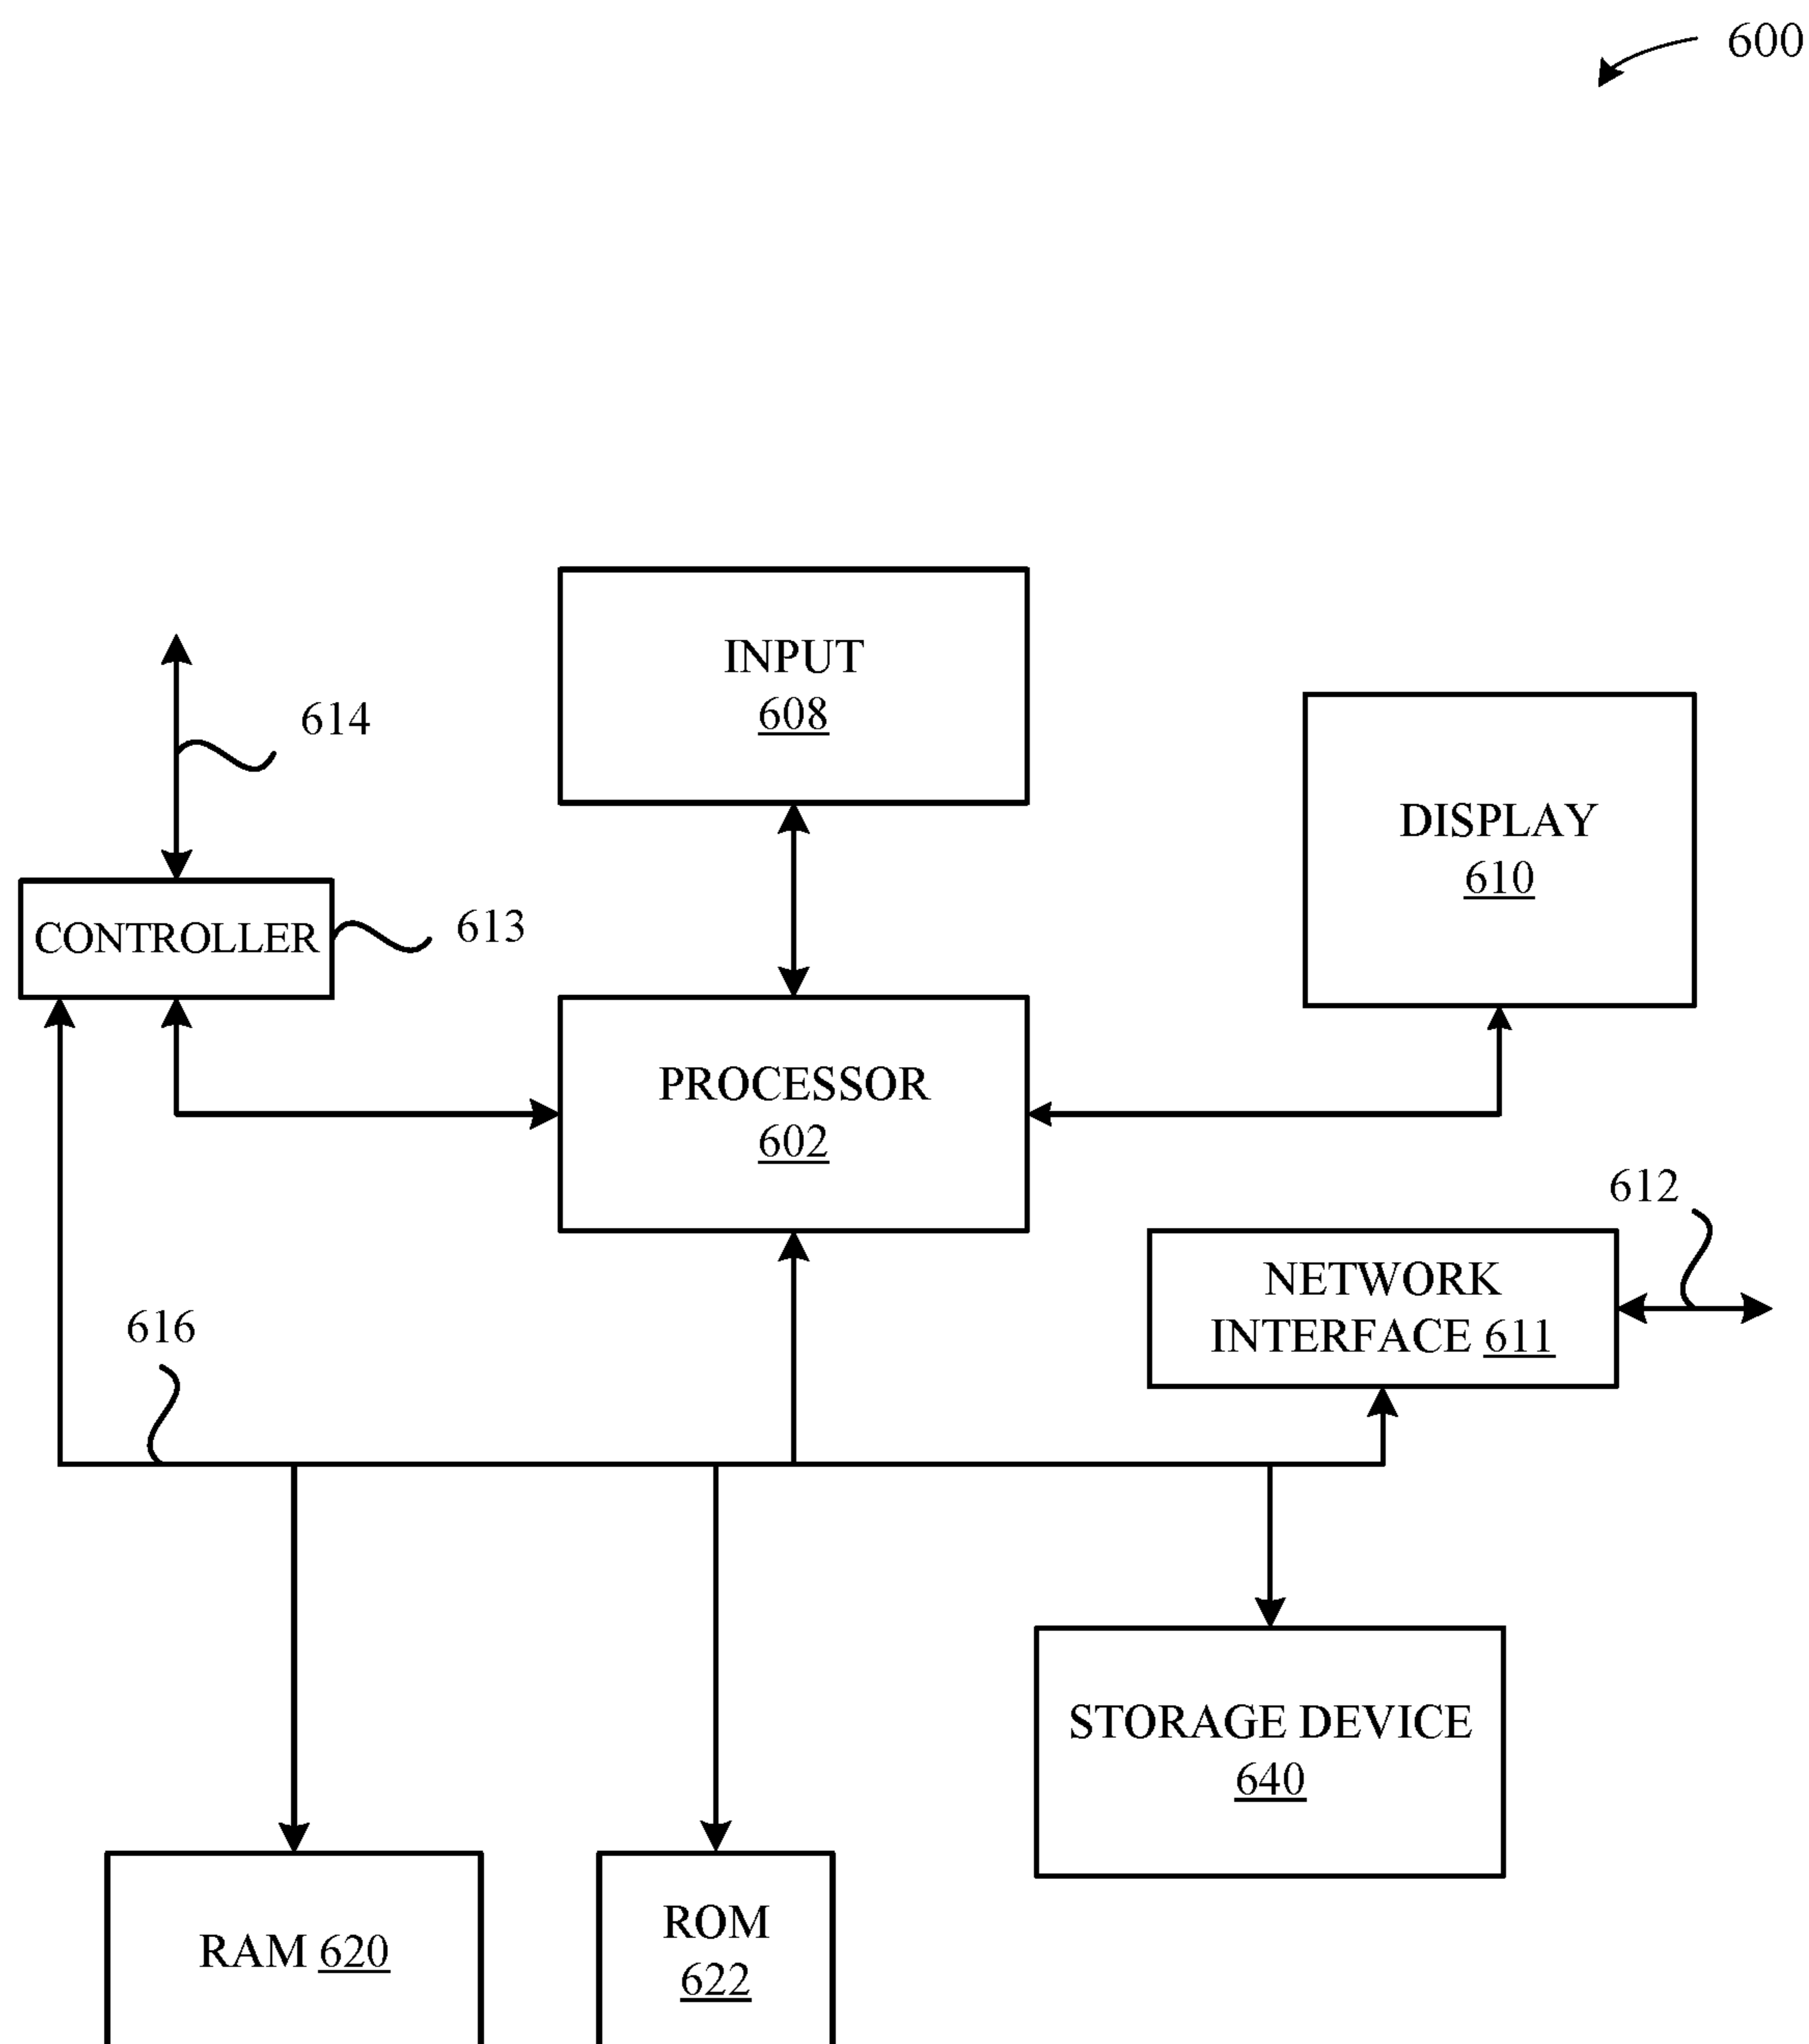 600
INPUT
608
614
DISPLAY
610
CONTROLLER
613
PROCESSOR
602
612
NETWORK
INTERFACE 611
616
STORAGE DEVICE
640
RAM 620
ROM
622